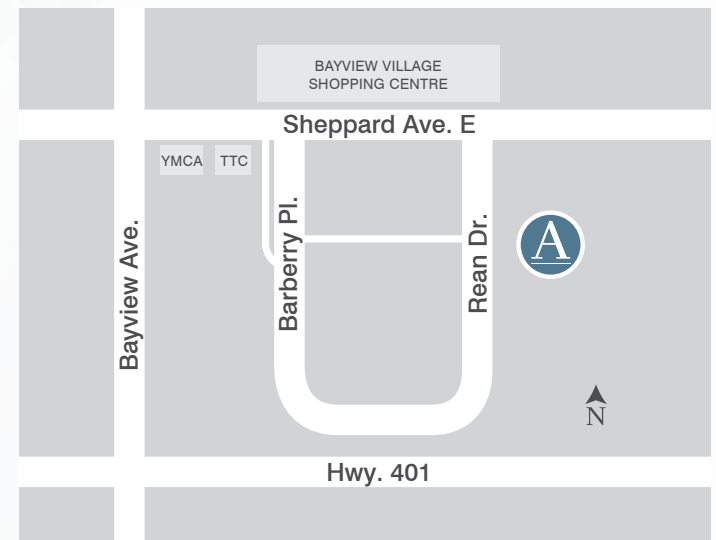 BAYVIEW VILLAGE
SHOPPING CENTRE
Sheppard Ave. E
YMCA
TTC
Bayview Ave.
Barberry Pl.
Rean Dr.
A
N
Hwy. 401